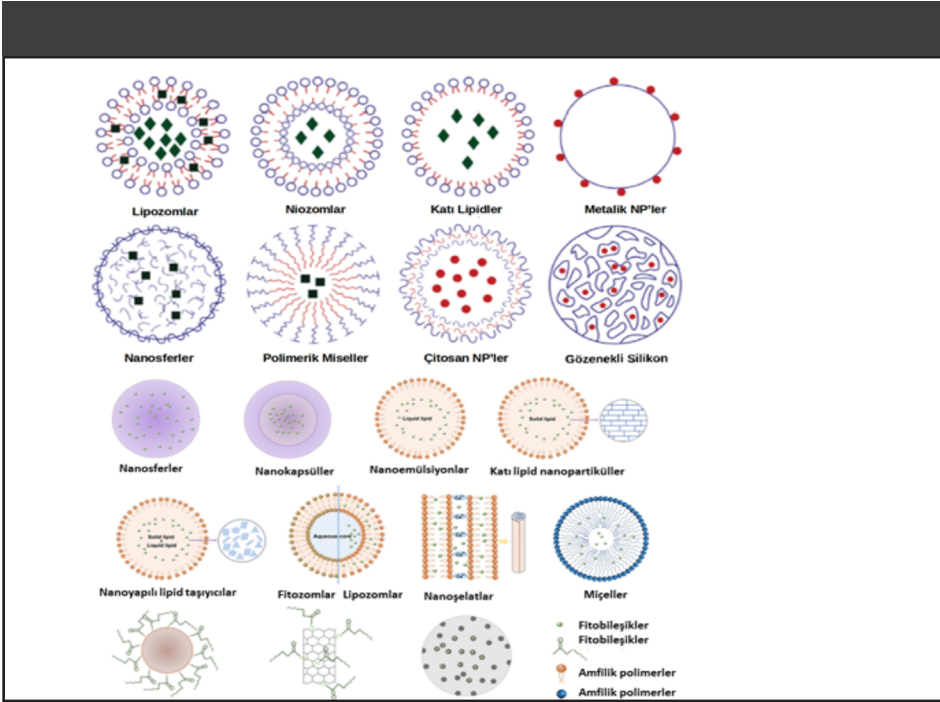 Lipozomlar
Niozomlar
Katı Lipidler
Metalik NP'ler
Nanosferler
Polimerik Miseller
Çitosan NP'ler
Gözenekli Silikon
Liquid lipid
Solid lipid
Nanosferler
Nanokapsüller
Nanoemülsiyonlar
Katı lipid nanopartiküller
Solid lipid
Liquid lipid
Aqueous core
Nanoyapılı lipid taşıyıcılar
Fitozomlar Lipozomlar
Nanoşelatlar
Miçeller
Fitobileşikler
Fitobileşikler
Amfilik polimerler
Amfilik polimerler